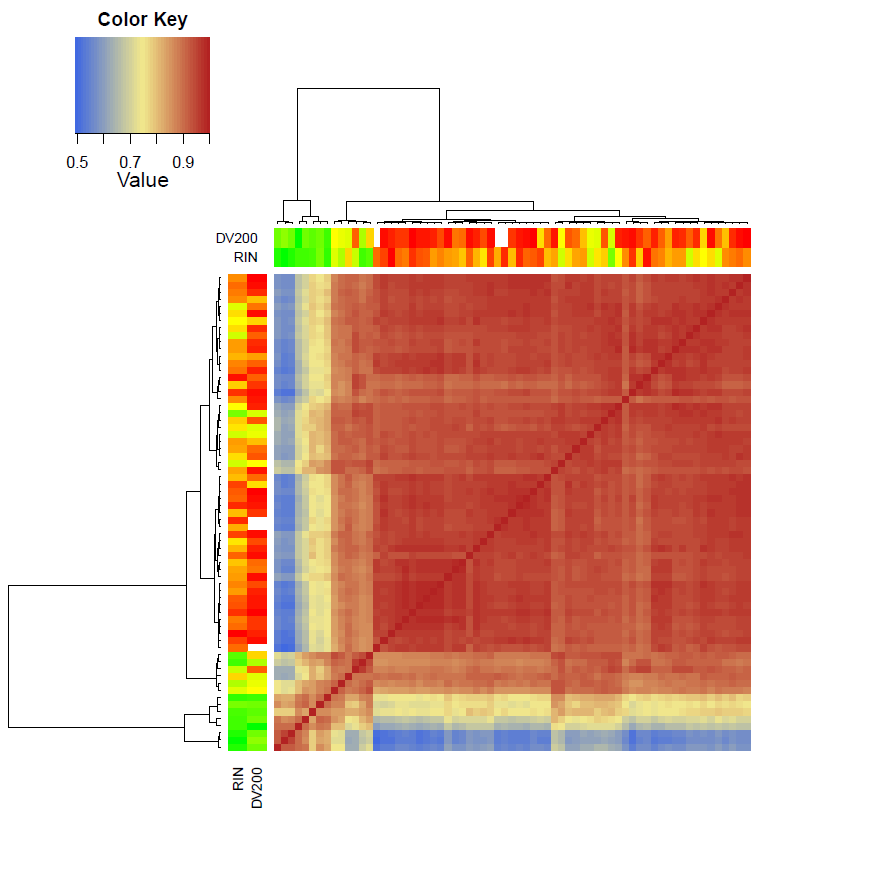 Color Key
0.5 0.7 0.9
Value
DV200
RIN
RIN
DV200